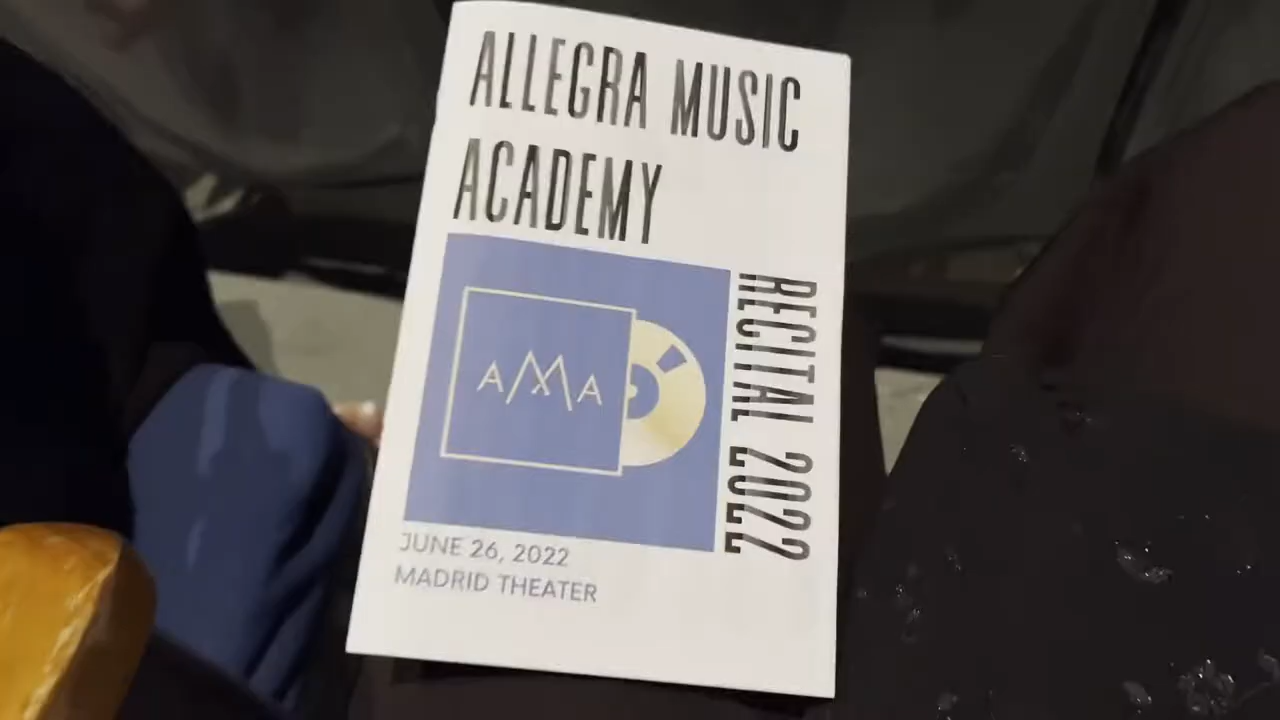 ALLEGRA MUSIC
ACADEMY
RECITAL 2022
AMA
JUNE 26, 2022
MADRID THEATER